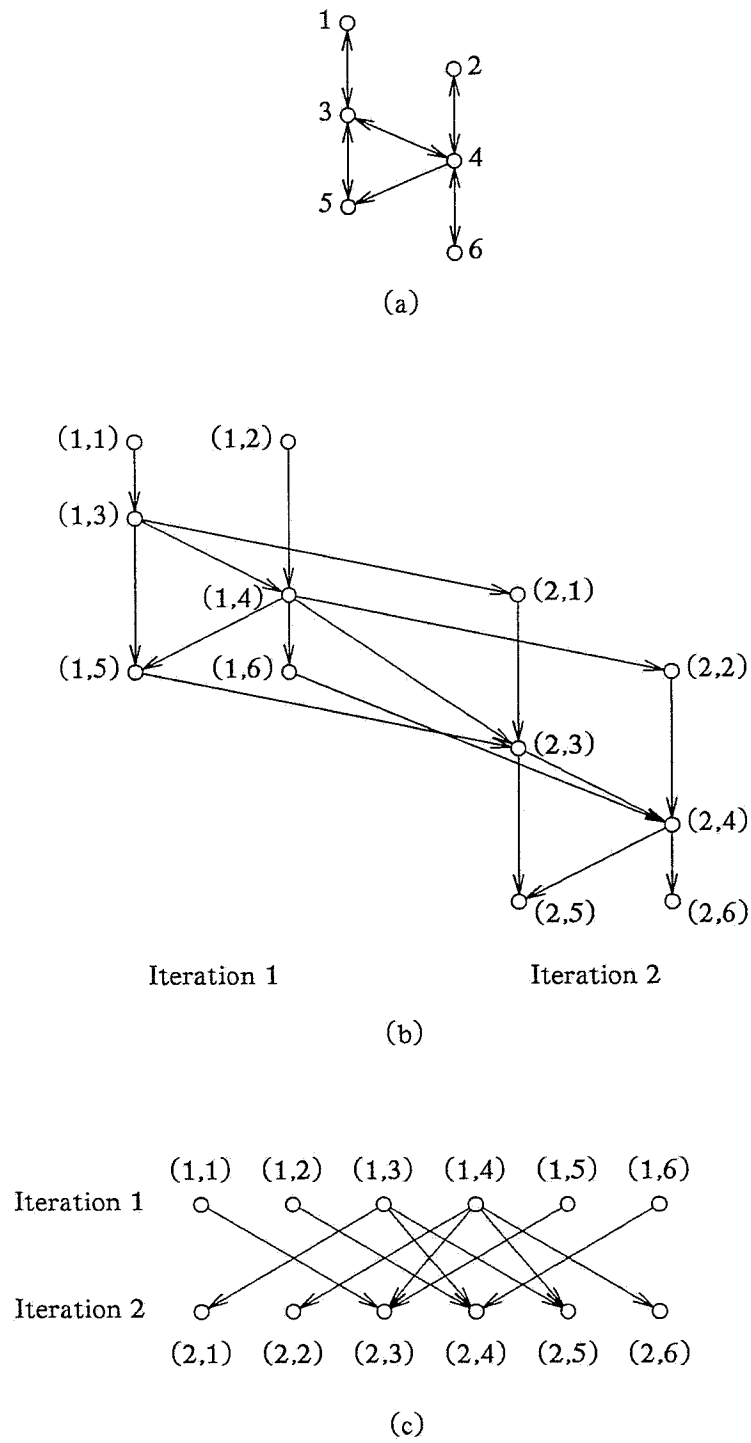 1
2
3
4
5
6
(a)
(1,1) (1,2)
(1,3)
(1,4) (2,1)
(1,5) (1,6) (2,2)
(2,3)
(2,4)
(2,5) (2,6)
Iteration 1 Iteration 2
(b)
(1,1) (1,2) (1,3) (1,4) (1,5) (1,6)
Iteration 1
Iteration 2
(2,1) (2,2) (2,3) (2,4) (2,5) (2,6)
(c)